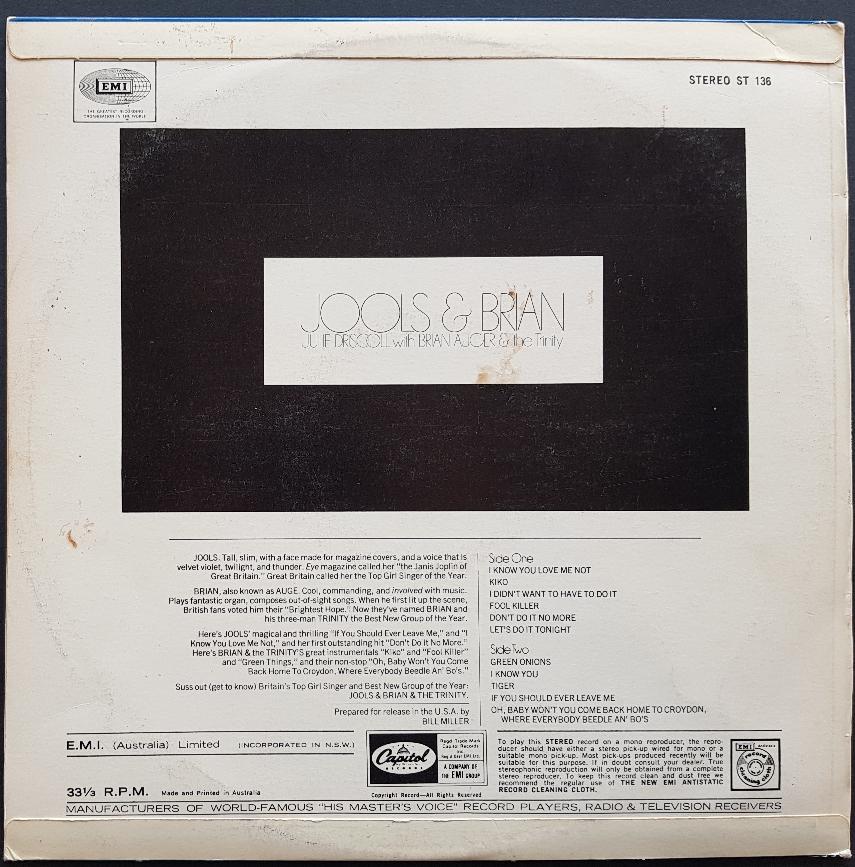 EMI
THE GREATEST RECORDING
ORGANISATION IN THE WORLD
STEREO ST 136
JOOLS & BRIAN
JULIE DRISCOLL with BRIAN AUGER & the Trinity
JOOLS. Tall, slim, with a face made for magazine covers, and a voice that is
velvet violet, twilight, and thunder. Eye magazine called her "the Janis Joplin of
Great Britain." Great Britain called her the Top Girl Singer of the Year.
BRIAN, also known as AUGE. Cool, commanding, and involved with music.
Plays fantastic organ, composes out-of-sight songs. When he first lit up the scene,
British fans voted him their "Brightest Hope." Now they've named BRIAN and
his three-man TRINITY the Best New Group of the Year.
Here's JOOLS' magical and thrilling "If You Should Ever Leave Me," and "I
Know You Love Me Not," and her first outstanding hit "Don't Do it No More."
Here's BRIAN & the TRINITY'S great instrumentals "Kiko" and "Fool Killer"
and "Green Things," and their non-stop "Oh, Baby Won't You Come
Back Home To Croydon, Where Everybody Beedle An' Bo's."
Suss out (get to know) Britain's Top Girl Singer and Best New Group of the Year:
JOOLS & BRIAN & THE TRINITY.
Prepared for release in the U.S.A. by
BILL MILLER
Side One
I KNOW YOU LOVE ME NOT
KIKO
I DIDN'T WANT TO HAVE TO DO IT
FOOL KILLER
DON'T DO IT NO MORE
LET'S DO IT TONIGHT
Side Two
GREEN ONIONS
I KNOW YOU
TIGER
IF YOU SHOULD EVER LEAVE ME
OH, BABY WON'T YOU COME BACK HOME TO CROYDON,
WHERE EVERYBODY BEEDLE AN' BO'S
E.M.I. (Australia) Limited (INCORPORATED IN N.S.W.)
33⅓ R.P.M. Made and Printed in Australia
Capitol
RECORDS
Regd. Trade Mark
Capitol Records
Inc.
A COMPANY OF
THE EMI GROUP
Copyright Record—All Rights Reserved
To play this STEREO record on a mono reproducer, the repro-
ducer should have either a stereo pick-up wired for mono or a
suitable mono pick-up. Most pick-ups produced recently will be
suitable for this purpose. If in doubt consult your dealer. True
stereophonic reproduction will only be obtained from a complete
stereo reproducer. To keep this record clean and dust free we
recommend the regular use of THE NEW EMI ANTISTATIC
RECORD CLEANING CLOTH.
EMI
record
cleaning cloth
MANUFACTURERS OF WORLD-FAMOUS "HIS MASTER'S VOICE" RECORD PLAYERS, RADIO & TELEVISION RECEIVERS